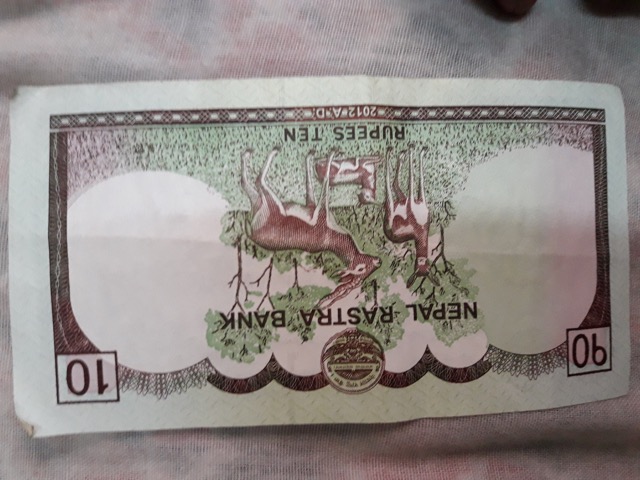 NEPAL RASTRA BANK
RUPEES TEN
2012 A.D.
१०
10